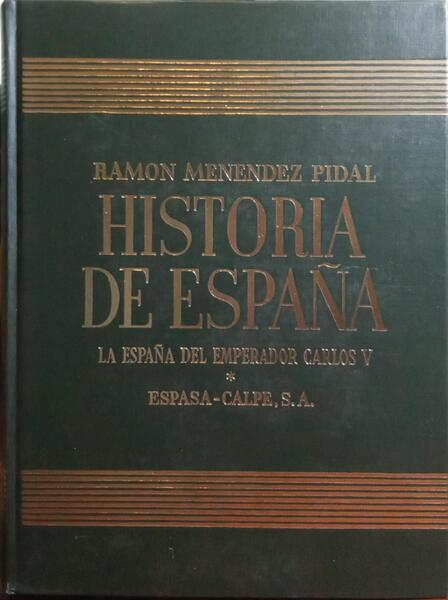 RAMON MENENDEZ PIDAL
HISTORIA
DE ESPAÑA
LA ESPAÑA DEL EMPERADOR CARLOS V
*
ESPASA-CALPE, S.A.